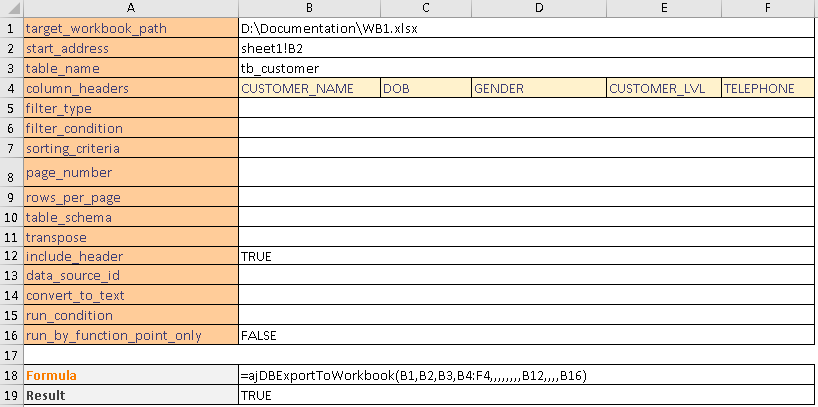 A B C D E F
1 target_workbook_path D:\Documentation\WB1.xlsx
2 start_address sheet1!B2
3 table_name tb_customer
4 column_headers CUSTOMER_NAME DOB GENDER CUSTOMER_LVL TELEPHONE
5 filter_type
6 filter_condition
7 sorting_criteria
8 page_number
9 rows_per_page
10 table_schema
11 transpose
12 include_header TRUE
13 data_source_id
14 convert_to_text
15 run_condition
16 run_by_function_point_only FALSE
17
18 Formula =ajDBExportToWorkbook(B1,B2,B3,B4:F4,,,,,,,,B12,,,,B16)
19 Result TRUE